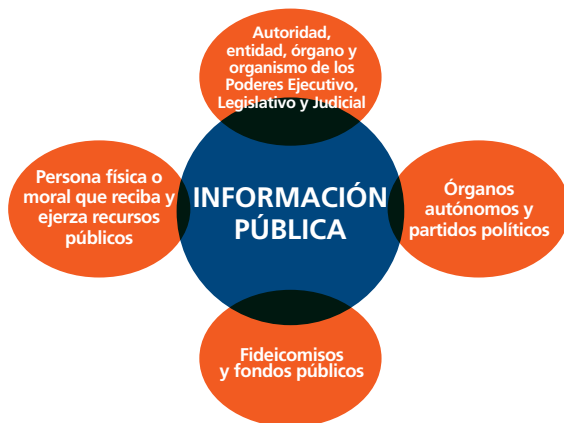 Autoridad,
entidad, órgano y
organismo de los
Poderes Ejecutivo,
Legislativo y Judicial
Persona física o
moral que reciba y
ejerza recursos
públicos
INFORMACIÓN
PÚBLICA
Órganos
autónomos y
partidos políticos
Fideicomisos
y fondos públicos